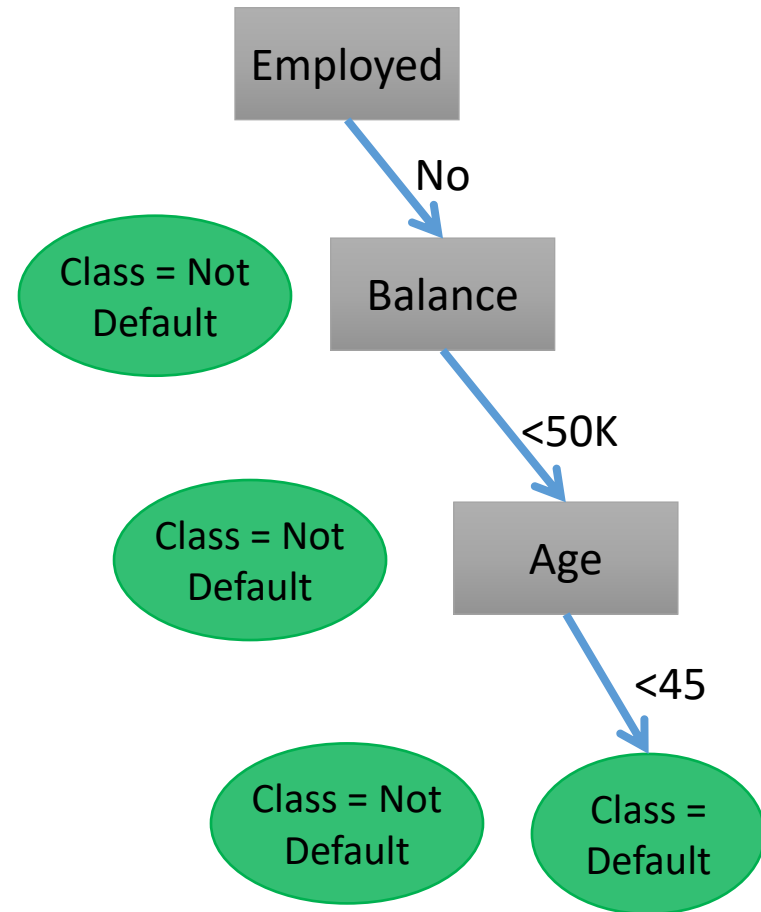 Employed
No
Class = Not
Default
Balance
<50K
Class = Not
Default
Age
<45
Class = Not
Default
Class =
Default